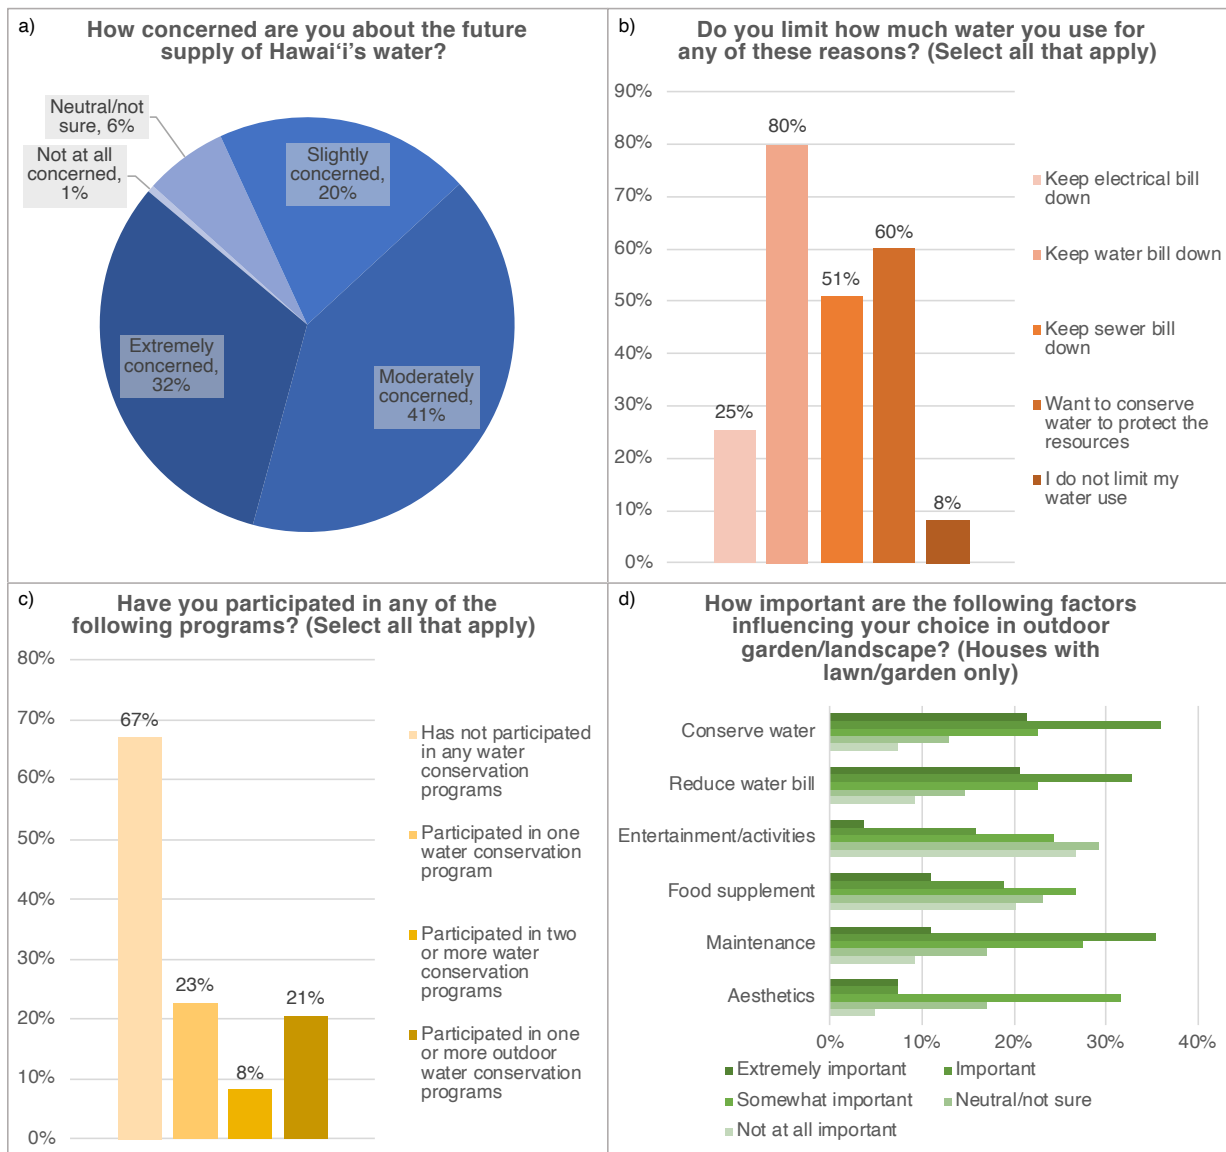 a)
How concerned are you about the future
supply of Hawai‘i’s water?
Neutral/not
sure, 6%
Not at all
concerned,
1%
Slightly
concerned,
20%
Extremely
concerned,
32%
Moderately
concerned,
41%
b)
Do you limit how much water you use for
any of these reasons? (Select all that apply)
90%
80%
70%
60%
50%
40%
30%
20%
10%
0%
25%
80%
51%
60%
8%
Keep electrical bill
down
Keep water bill down
Keep sewer bill
down
Want to conserve
water to protect the
resources
I do not limit my
water use
c)
Have you participated in any of the
following programs? (Select all that apply)
80%
70%
60%
50%
40%
30%
20%
10%
0%
67%
23%
8%
21%
Has not participated
in any water
conservation
programs
Participated in one
water conservation
program
Participated in two
or more water
conservation
programs
Participated in one
or more outdoor
water conservation
programs
d)
How important are the following factors
influencing your choice in outdoor
garden/landscape? (Houses with
lawn/garden only)
Conserve water
Reduce water bill
Entertainment/activities
Food supplement
Maintenance
Aesthetics
0% 10% 20% 30% 40%
Extremely important Important
Somewhat important Neutral/not sure
Not at all important